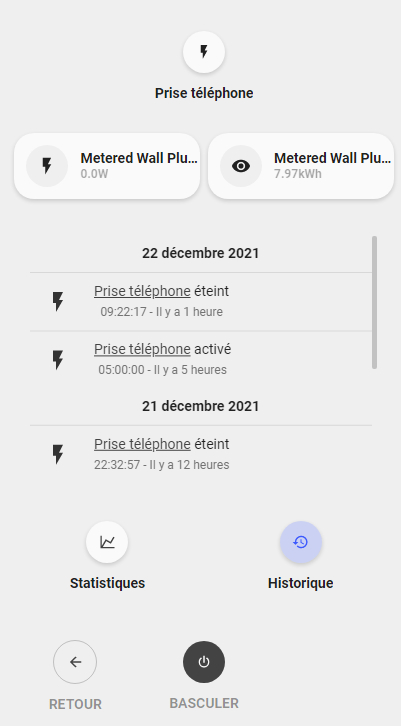 Prise téléphone
Metered Wall Plu...
0.0W
Metered Wall Plu...
7.97kWh
22 décembre 2021
Prise téléphone éteint
09:22:17 - Il y a 1 heure
Prise téléphone activé
05:00:00 - Il y a 5 heures
21 décembre 2021
Prise téléphone éteint
22:32:57 - Il y a 12 heures
Statistiques
Historique
RETOUR
BASCULER